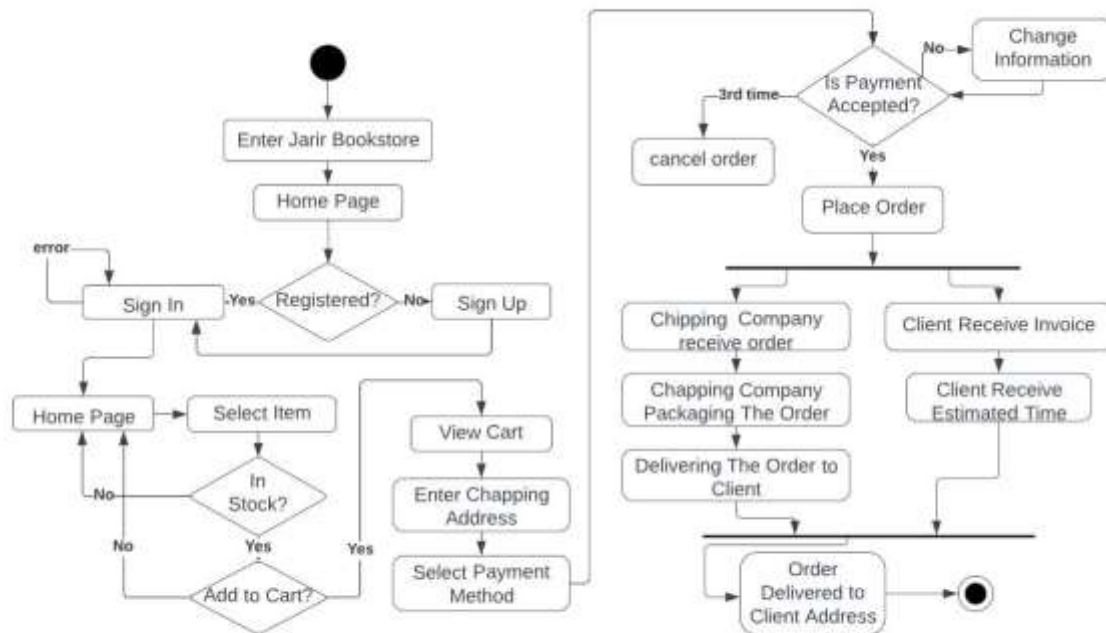 Enter Jarir Bookstore
Home Page
Registered?
Yes
No
error
Sign In
Sign Up
Home Page
Select Item
In
Stock?
No
Yes
Add to Cart?
No
Yes
View Cart
Enter Chapping
Address
Select Payment
Method
Is Payment
Accepted?
No
Change
Information
3rd time
cancel order
Yes
Place Order
Chipping Company
receive order
Chapping Company
Packaging The Order
Delivering The Order to
Client
Client Receive Invoice
Client Receive
Estimated Time
Order
Delivered to
Client Address